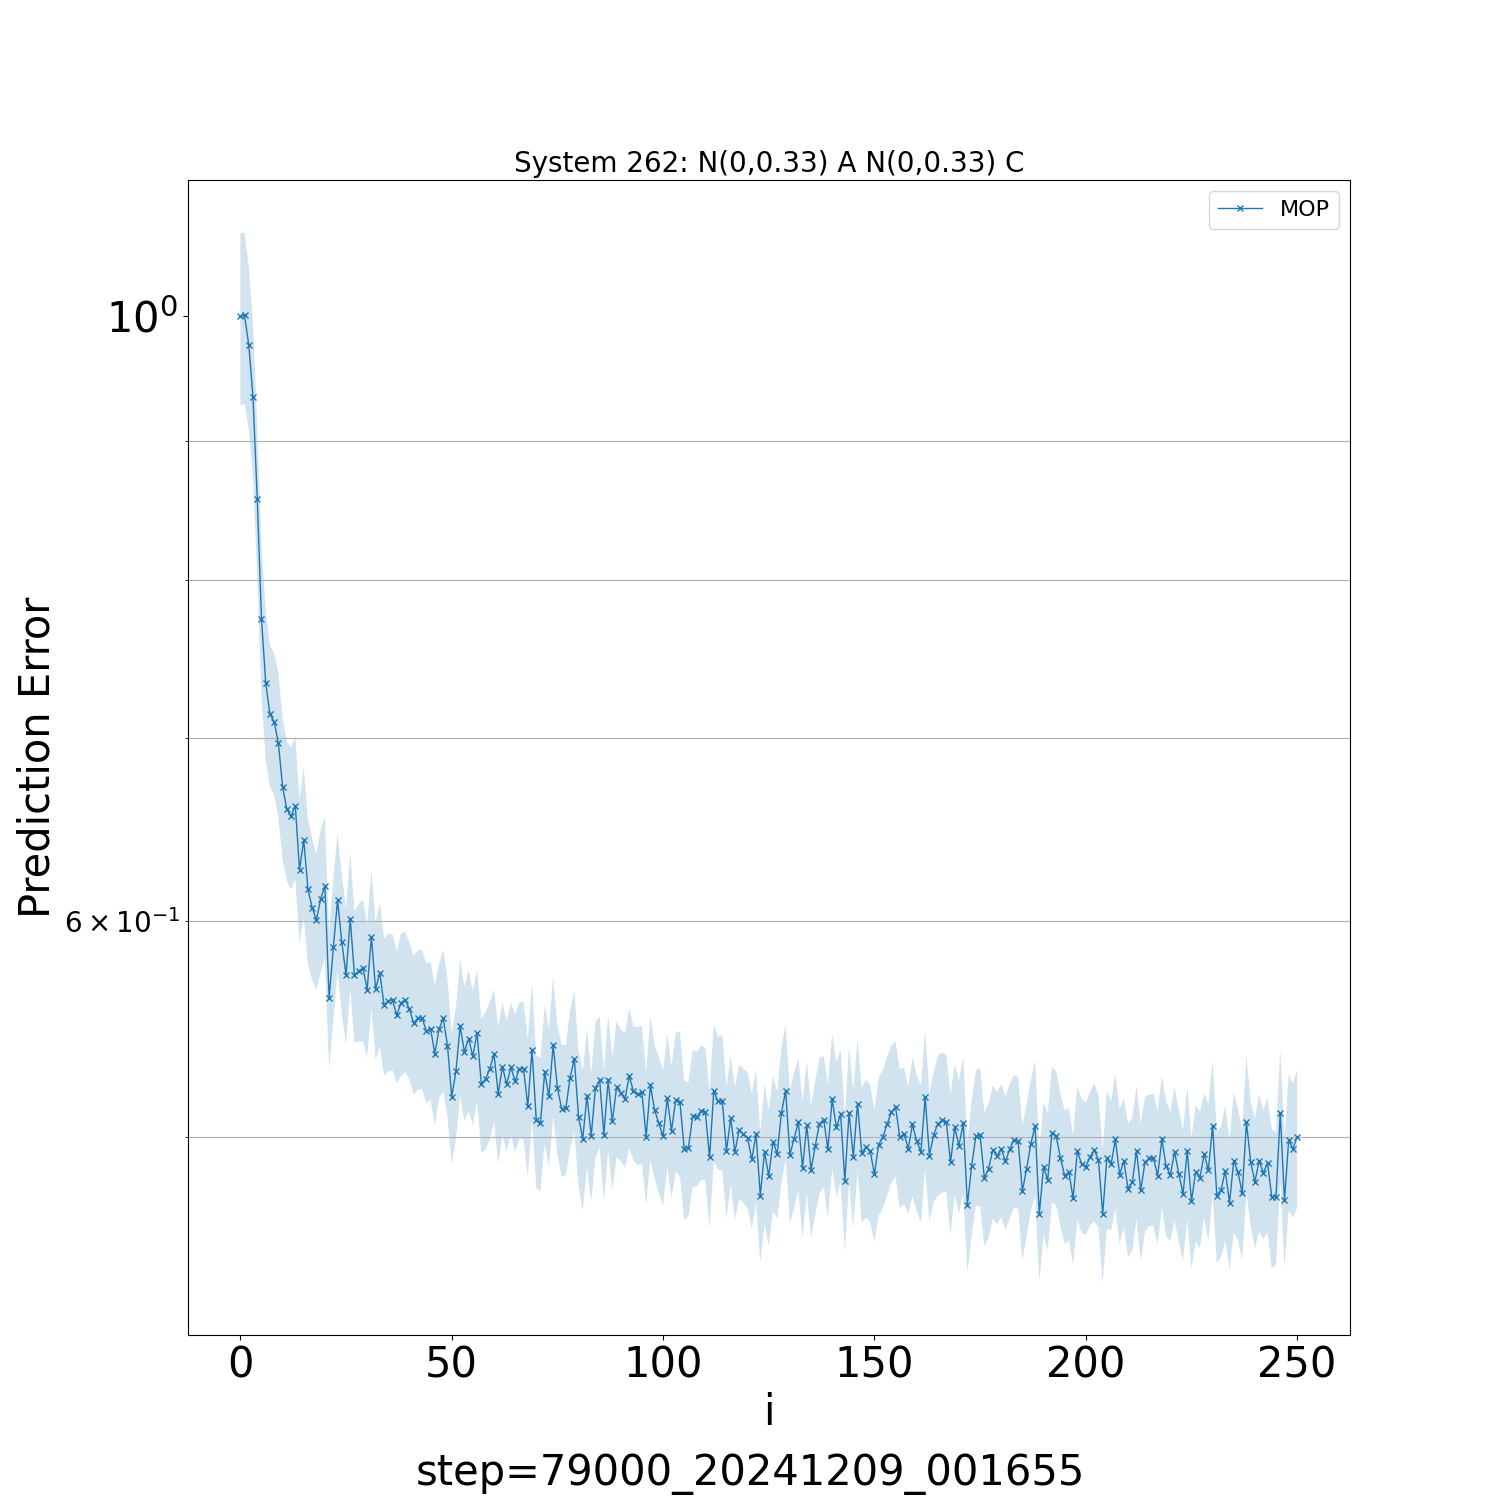 System 262: N(0,0.33) A N(0,0.33) C
MOP
10⁰
6 × 10⁻¹
Prediction Error
0 50 100 150 200 250
i
step=79000_20241209_001655